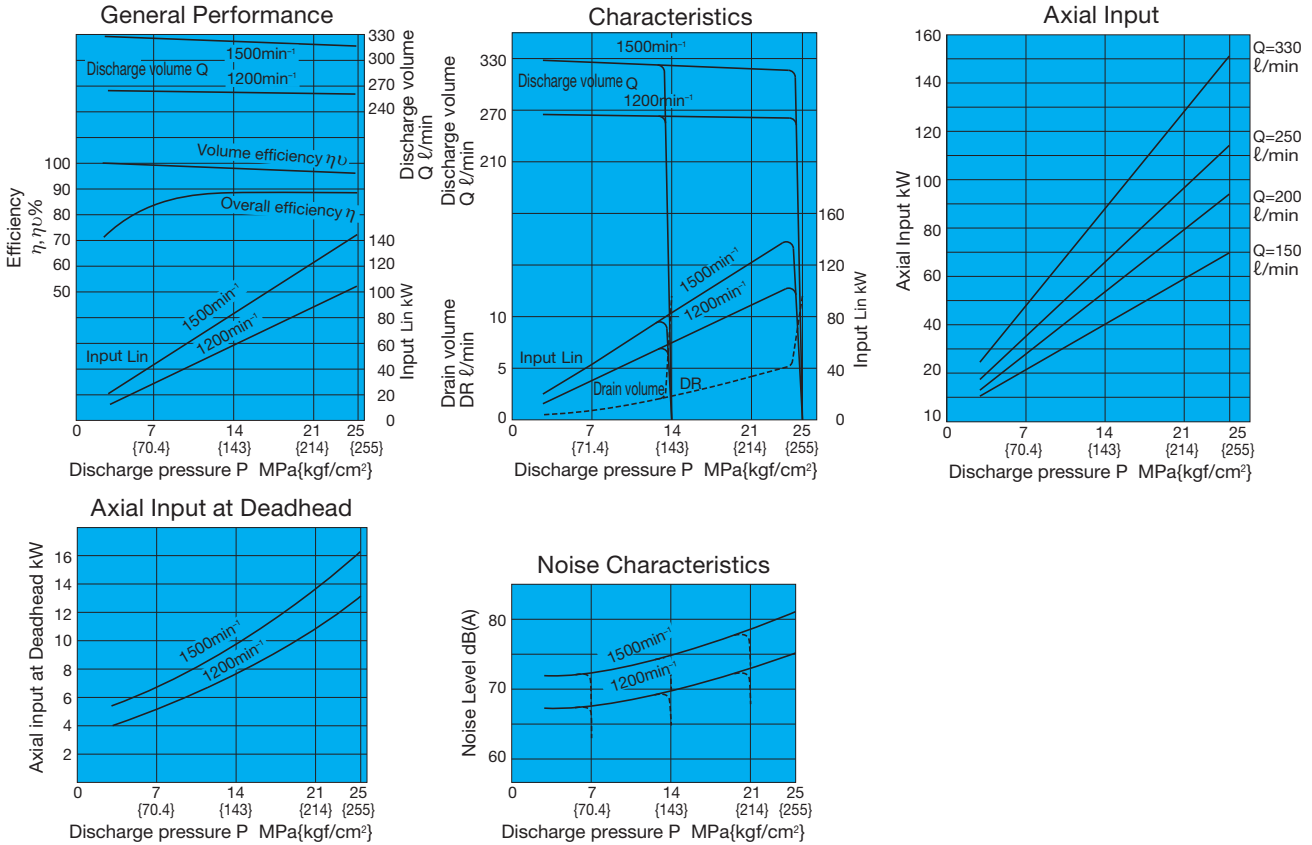 General Performance
330
1500min⁻¹
300
Discharge volume Q
1200min⁻¹
270
240
Discharge volume
Q ℓ/min
100
Volume efficiency ηυ
90
80
Overall efficiency η
70
60
50
Efficiency
η, ηυ%
140
120
100
80
60
40
20
0
Input Lin kW
1500min⁻¹
1200min⁻¹
Input Lin
0 7 14 21 25
{70.4} {143} {214} {255}
Discharge pressure P MPa{kgf/cm²}
Characteristics
1500min⁻¹
330
Discharge volume Q
1200min⁻¹
270
210
Discharge volume
Q ℓ/min
160
120
80
40
0
Input Lin kW
1500min⁻¹
1200min⁻¹
10
5
0
Drain volume
DR ℓ/min
Input Lin
Drain volume DR
0 7 14 21 25
{71.4} {143} {214} {255}
Discharge pressure P MPa{kgf/cm²}
Axial Input
160
140
120
100
80
60
40
20
10
Axial Input kW
Q=330
ℓ/min
Q=250
ℓ/min
Q=200
ℓ/min
Q=150
ℓ/min
0 7 14 21 25
{70.4} {143} {214} {255}
Discharge pressure P MPa{kgf/cm²}
Axial Input at Deadhead
16
14
12
10
8
6
4
2
Axial input at Deadhead kW
1500min⁻¹
1200min⁻¹
0 7 14 21 25
{70.4} {143} {214} {255}
Discharge pressure P MPa{kgf/cm²}
Noise Characteristics
80
70
60
Noise Level dB(A)
1500min⁻¹
1200min⁻¹
0 7 14 21 25
{70.4} {143} {214} {255}
Discharge pressure P MPa{kgf/cm²}